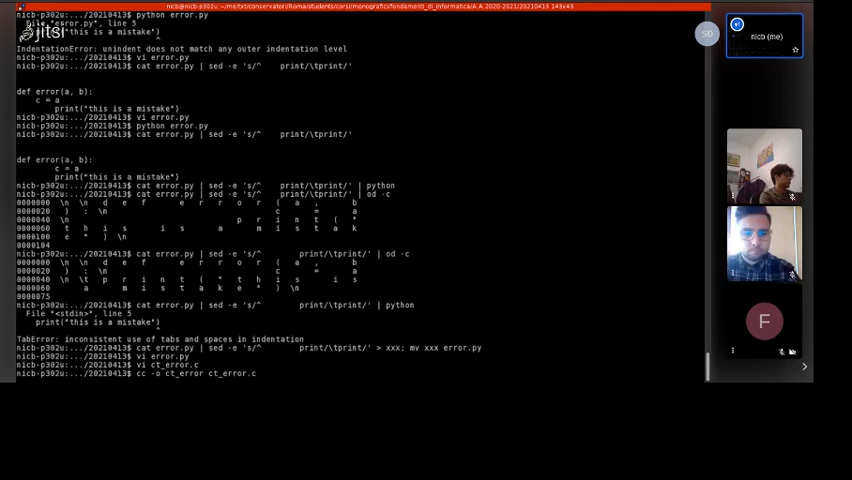 nicb@nicb-p302u: ~/me/txt/conservatori/Roma/students/corsi/monografici/fondamenti_di_Informatica/A.A.2020-2021/20210413 143x43
nicb-p302u:.../20210413$ python error.py
File "error.py", line 5
"this is a mistake")
^
IndentationError: unindent does not match any outer indentation level
nicb-p302u:.../20210413$ vi error.py
nicb-p302u:.../20210413$ cat error.py | sed -e 's/^    print/\tprint/'
def error(a, b):
c = a
print("this is a mistake")
nicb-p302u:.../20210413$ vi error.py
nicb-p302u:.../20210413$ python error.py
nicb-p302u:.../20210413$ cat error.py | sed -e 's/^    print/\tprint/'
def error(a, b):
c = a
print("this is a mistake")
nicb-p302u:.../20210413$ cat error.py | sed -e 's/^    print/\tprint/' | python
nicb-p302u:.../20210413$ cat error.py | sed -e 's/^    print/\tprint/' | od -c
0000000 \n \n d e f e r r o r ( a , b
0000020 ) : \n c = a
0000040 \n p r i n t ( "
0000060 t h i s i s a m i s t a k
0000100 e " ) \n
0000104
nicb-p302u:.../20210413$ cat error.py | sed -e 's/^        print/\tprint/' | od -c
0000000 \n \n d e f e r r o r ( a , b
0000020 ) : \n c = a
0000040 \n \t p r i n t ( " t h i s i s
0000060 a m i s t a k e " ) \n
0000075
nicb-p302u:.../20210413$ cat error.py | sed -e 's/^        print/\tprint/' | python
File "<stdin>", line 5
print("this is a mistake")
^
TabError: inconsistent use of tabs and spaces in indentation
nicb-p302u:.../20210413$ cat error.py | sed -e 's/^        print/\tprint/' > xxx; mv xxx error.py
nicb-p302u:.../20210413$ vi error.py
nicb-p302u:.../20210413$ vi ct_error.c
nicb-p302u:.../20210413$ cc -o ct_error ct_error.c
jitsi
SD
nicb (me)
F